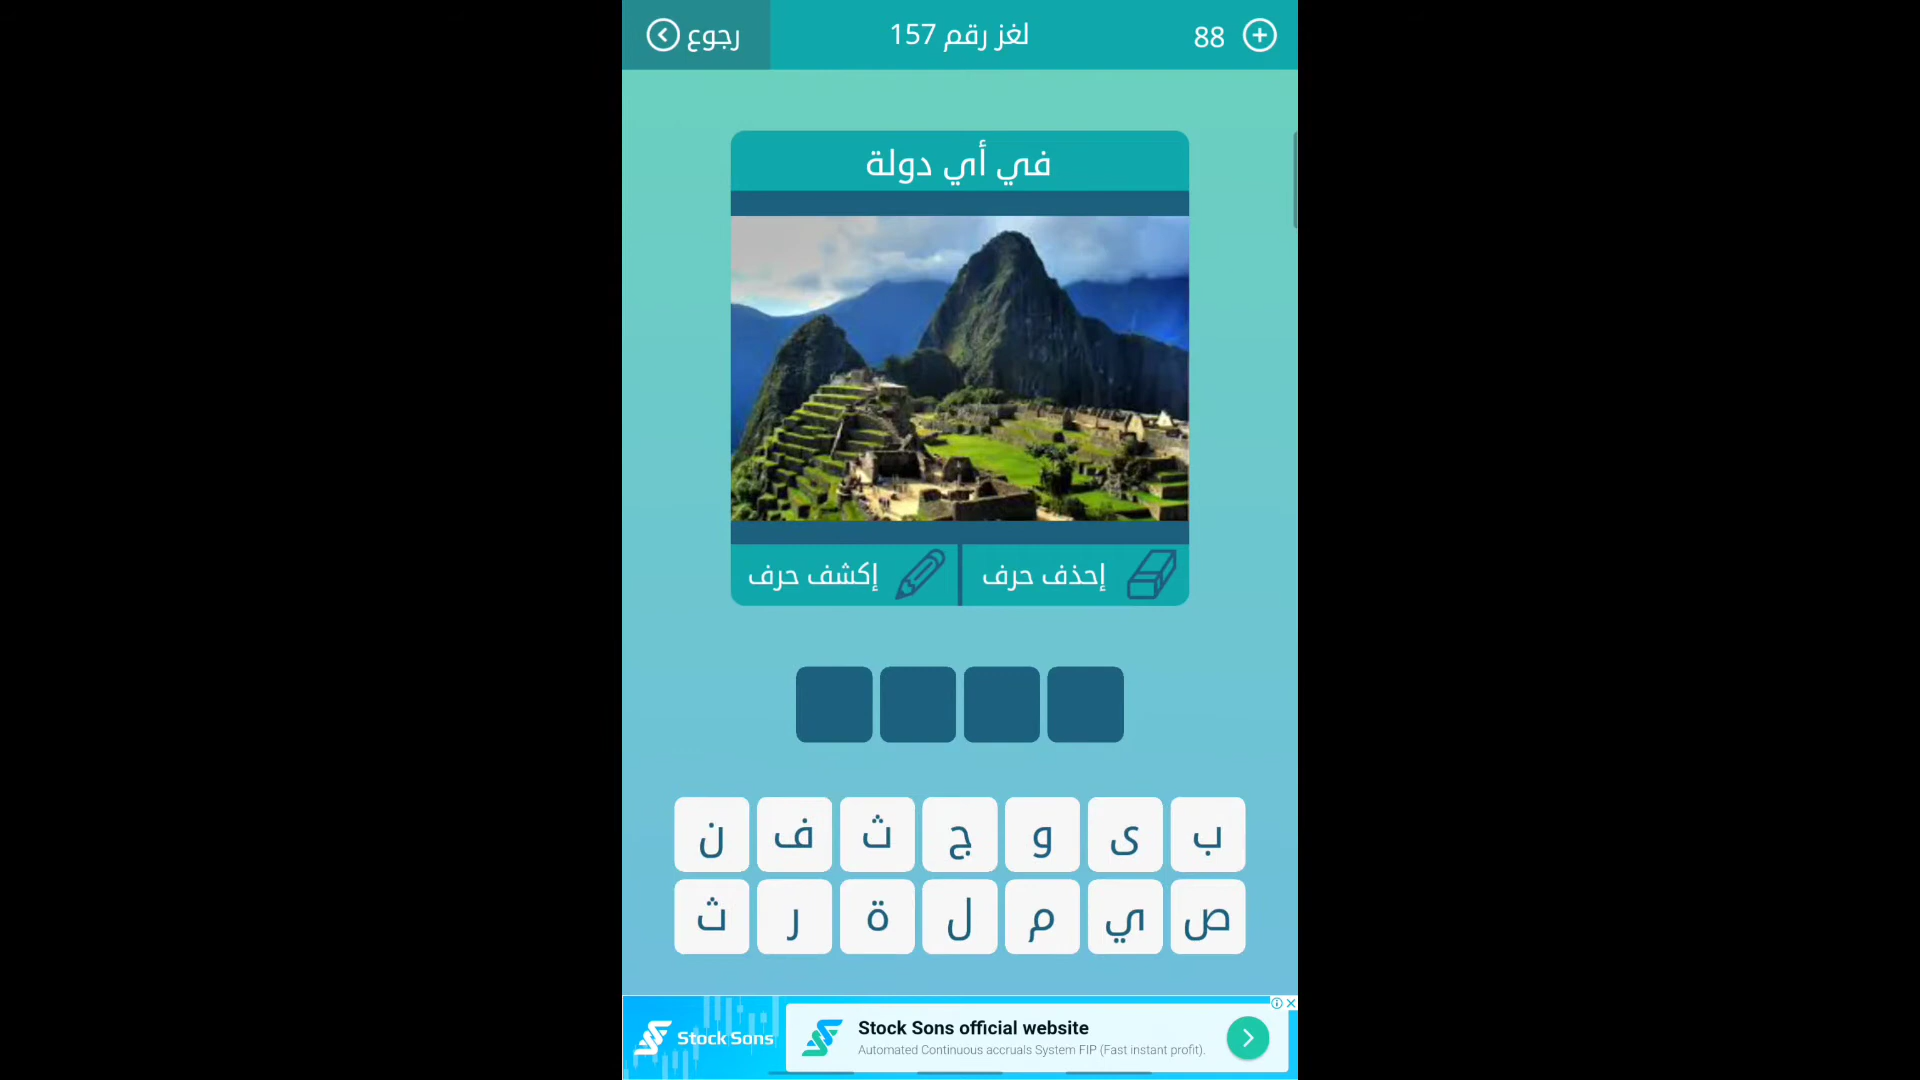 رجوع
لغز رقم 157
88
في أي دولة
إحذف حرف
إكشف حرف
ب ى و ج ث ف ن
ص ي م ل ة ر ث
Stock Sons
Stock Sons official website
Automated Continuous accruals System FIP (Fast instant profit).